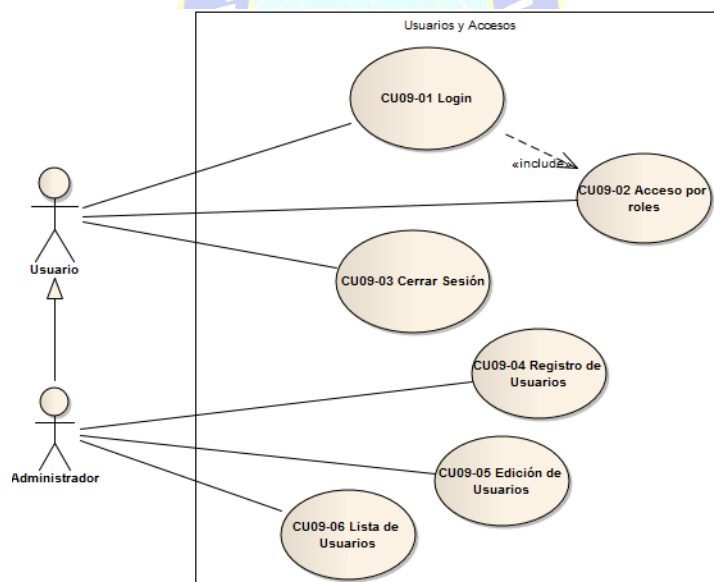 Usuarios y Accesos
CU09-01 Login
«include»
CU09-02 Acceso por
roles
Usuario
CU09-03 Cerrar Sesión
CU09-04 Registro de
Usuarios
Administrador
CU09-05 Edición de
Usuarios
CU09-06 Lista de
Usuarios